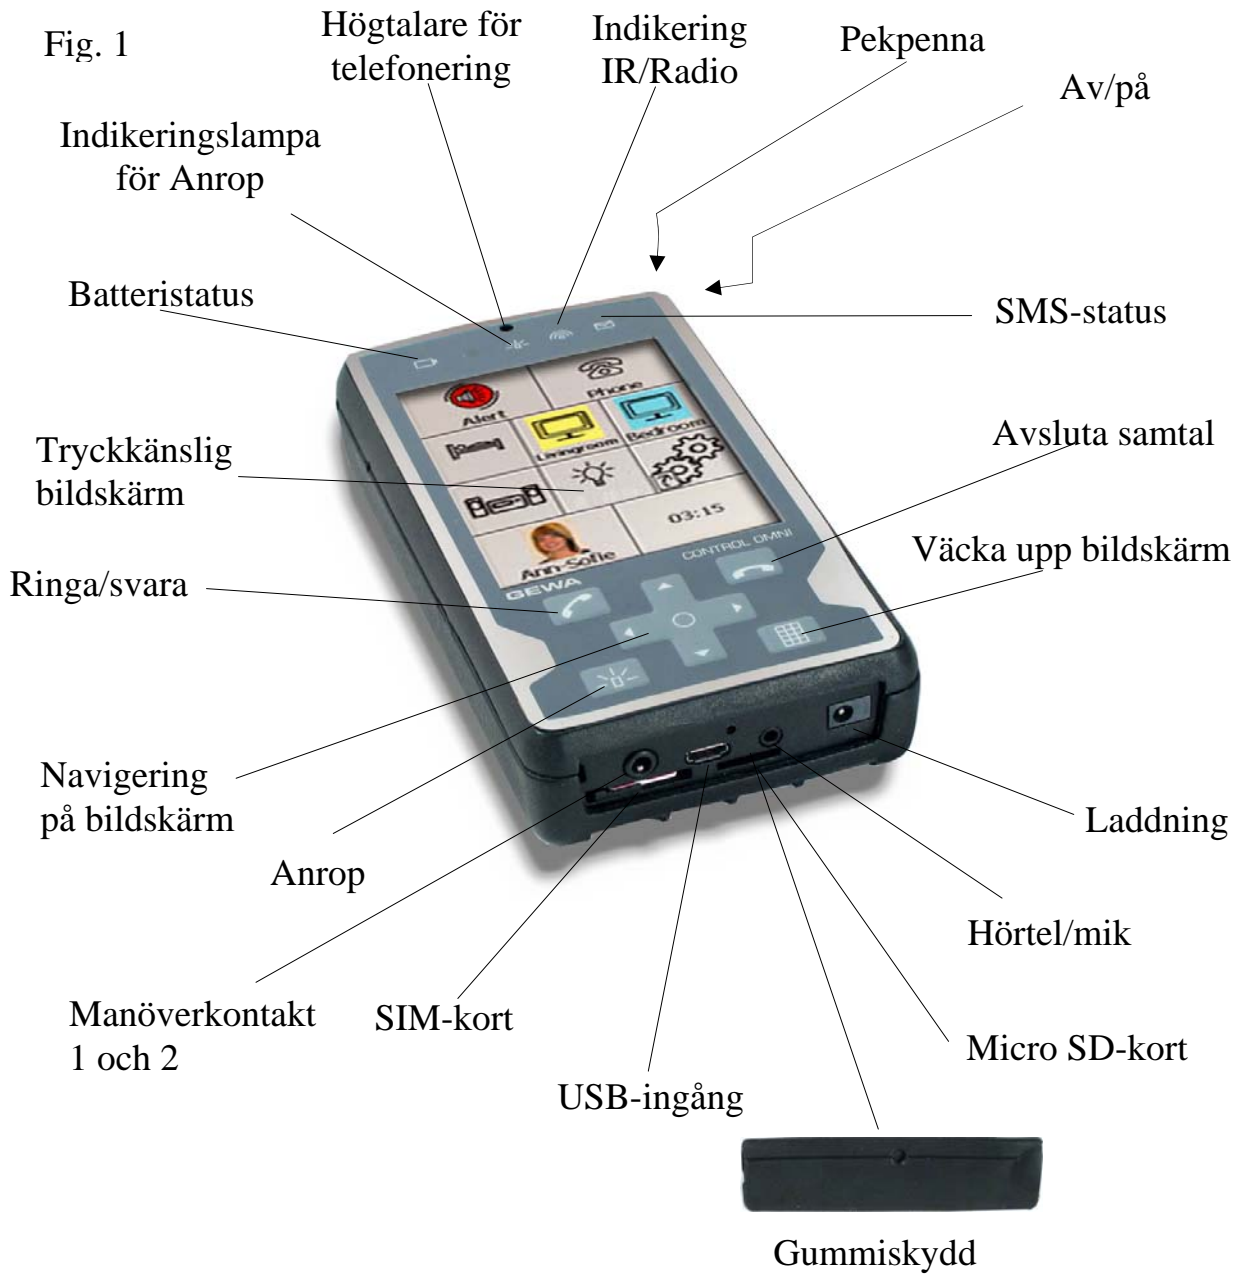 Fig. 1
Högtalare för
telefonering
Indikering
IR/Radio
Pekpenna
Av/på
Indikeringslampa
för Anrop
Batteristatus
SMS-status
Alert
Phone
Livingroom
Bedroom
Tryckkänslig
bildskärm
Avsluta samtal
03:15
Ann-Sofie
CONTROL OMNI
GEWA
Väcka upp bildskärm
Ringa/svara
Navigering
på bildskärm
Laddning
Anrop
Hörtel/mik
Manöverkontakt
1 och 2
SIM-kort
Micro SD-kort
USB-ingång
Gummiskydd